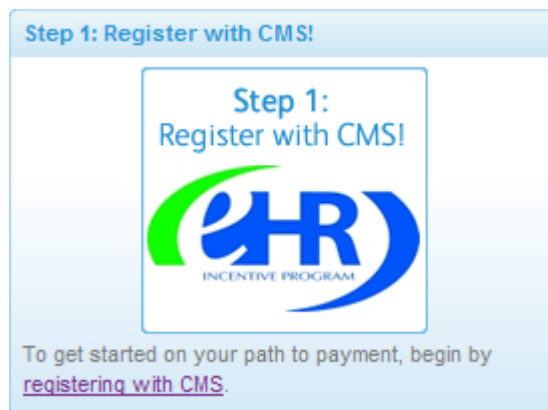 Step 1: Register with CMS!
Step 1:
Register with CMS!
eHR
INCENTIVE PROGRAM
To get started on your path to payment, begin by
registering with CMS.